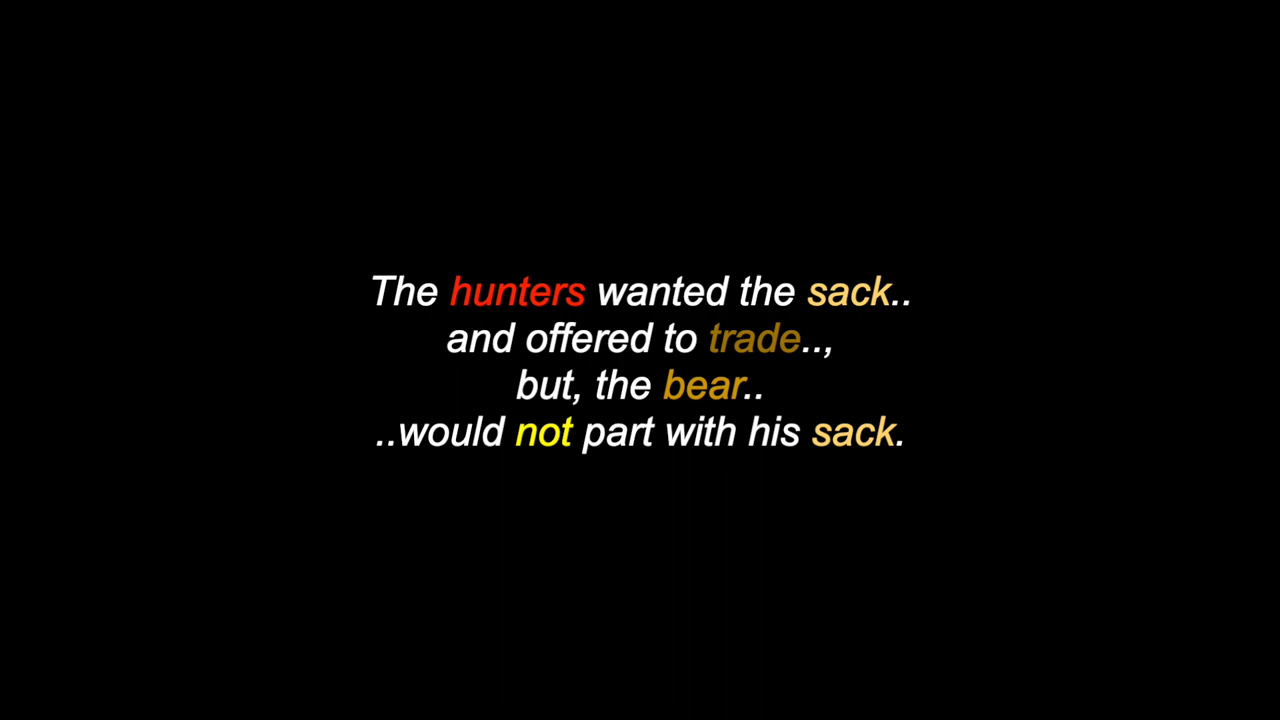 The hunters wanted the sack..
and offered to trade..,
but, the bear..
..would not part with his sack.